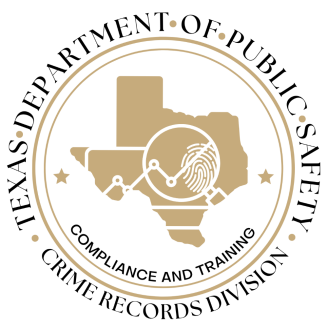 TEXAS•DEPARTMENT•OF•PUBLIC•SAFETY
COMPLIANCE AND TRAINING
CRIME RECORDS DIVISION